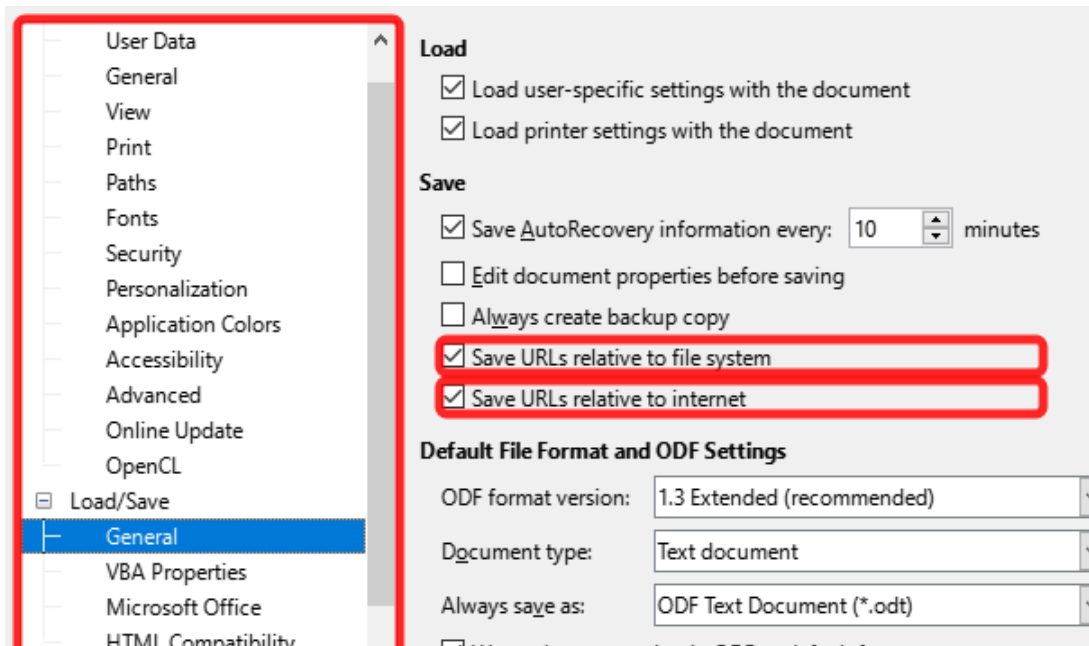 User Data
General
View
Print
Paths
Fonts
Security
Personalization
Application Colors
Accessibility
Advanced
Online Update
OpenCL
Load/Save
General
VBA Properties
Microsoft Office
HTML Compatibility
Load
Load user-specific settings with the document
Load printer settings with the document
Save
Save AutoRecovery information every: 10 minutes
Edit document properties before saving
Always create backup copy
Save URLs relative to file system
Save URLs relative to internet
Default File Format and ODF Settings
ODF format version: 1.3 Extended (recommended)
Document type: Text document
Always save as: ODF Text Document (*.odt)